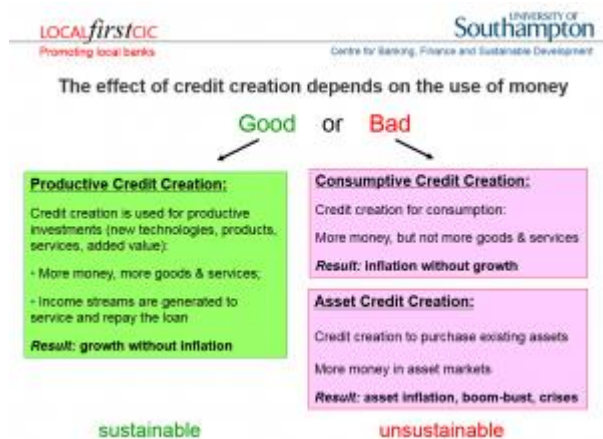 LOCALfirstCIC
Promoting local banks
UNIVERSITY OF
Southampton
Centre for Banking, Finance and Sustainable Development
The effect of credit creation depends on the use of money
Good or Bad
Productive Credit Creation:
Credit creation is used for productive
investments (new technologies, products,
services, added value):
- More money, more goods & services;
- Income streams are generated to
service and repay the loan
Result: growth without inflation
sustainable
Consumptive Credit Creation:
Credit creation for consumption:
More money, but not more goods & services
Result: inflation without growth
Asset Credit Creation:
Credit creation to purchase existing assets
More money in asset markets
Result: asset inflation, boom-bust, crises
unsustainable